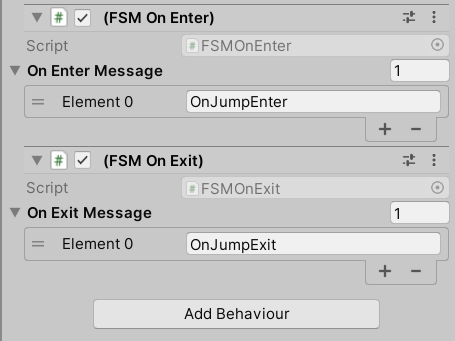 # (FSM On Enter)
Script # FSMOnEnter
On Enter Message 1
Element 0 OnJumpEnter
+ −
# (FSM On Exit)
Script # FSMOnExit
On Exit Message 1
Element 0 OnJumpExit
+ −
Add Behaviour